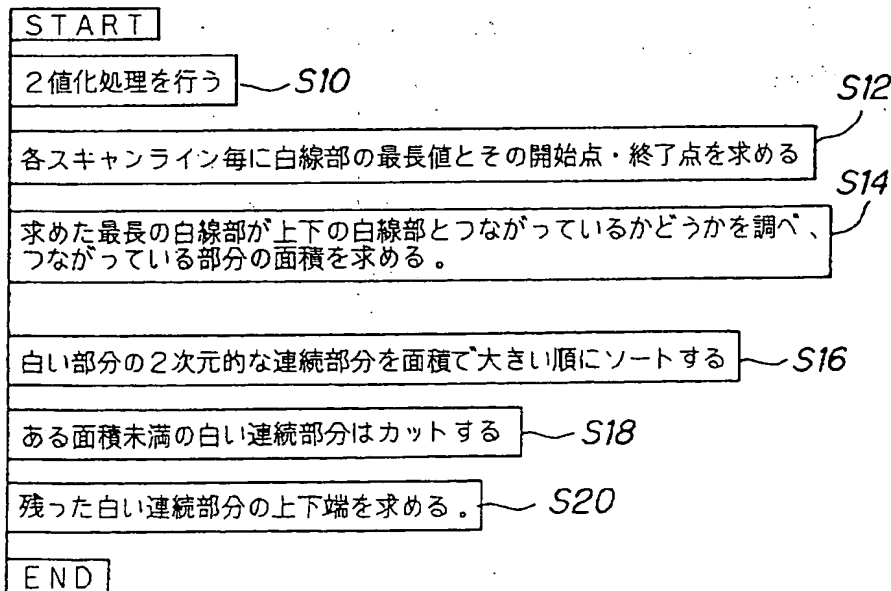 START
2値化処理を行う S10
S12
各スキャンライン毎に白線部の最長値とその開始点・終了点を求める
S14
求めた最長の白線部が上下の白線部とつながっているかどうかを調べ、
つながっている部分の面積を求める。
白い部分の2次元的な連続部分を面積で大きい順にソートする S16
ある面積未満の白い連続部分はカットする S18
残った白い連続部分の上下端を求める。 S20
END